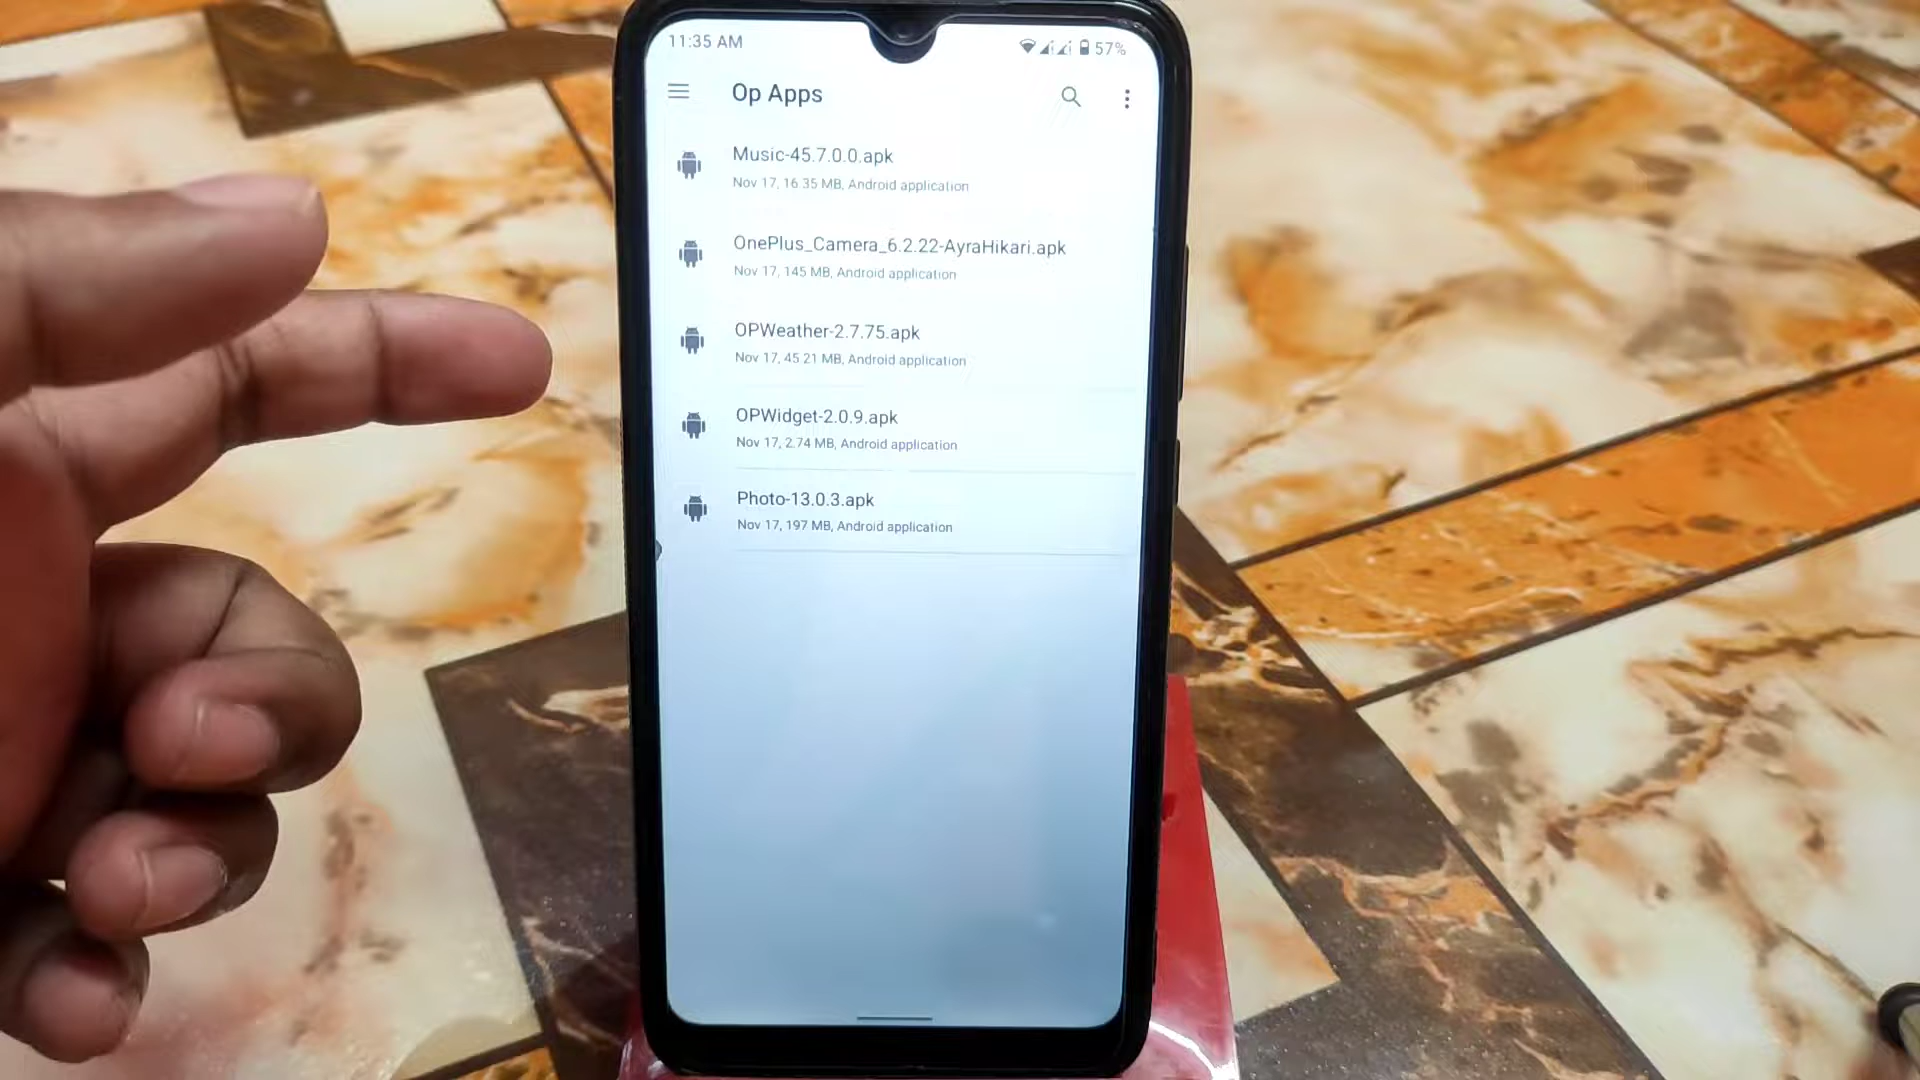 11:35 AM
57%
Op Apps
Music-45.7.0.0.apk
Nov 17, 16.35 MB, Android application
OnePlus_Camera_6.2.22-AyraHikari.apk
Nov 17, 145 MB, Android application
OPWeather-2.7.75.apk
Nov 17, 45.21 MB, Android application
OPWidget-2.0.9.apk
Nov 17, 2.74 MB, Android application
Photo-13.0.3.apk
Nov 17, 197 MB, Android application